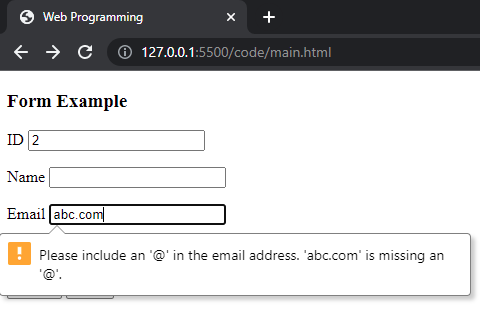 Web Programming
127.0.0.1:5500/code/main.html
Form Example
ID 2
Name
Email abc.com
Please include an '@' in the email address. 'abc.com' is missing an
'@'.